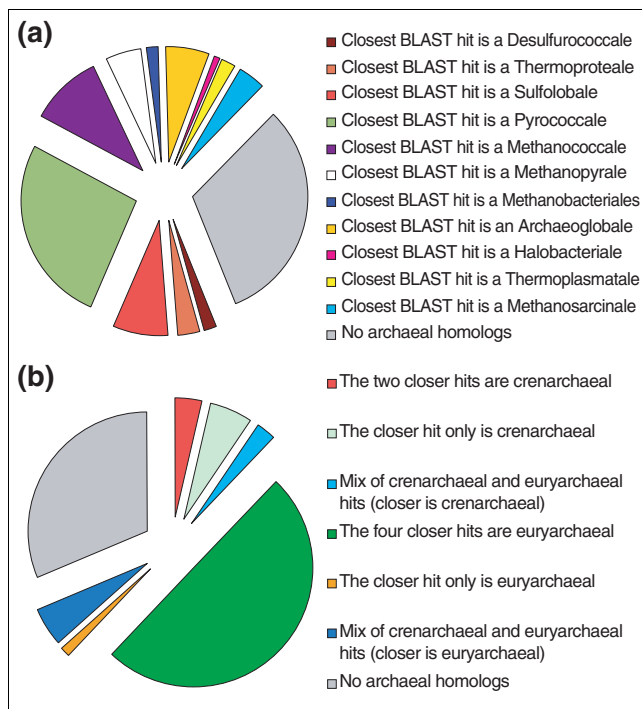 (a)
Closest BLAST hit is a Desulfurococcale
Closest BLAST hit is a Thermoproteale
Closest BLAST hit is a Sulfolobale
Closest BLAST hit is a Pyrococcale
Closest BLAST hit is a Methanococcale
Closest BLAST hit is a Methanopyrale
Closest BLAST hit is a Methanobacteriales
Closest BLAST hit is an Archaeoglobale
Closest BLAST hit is a Halobacteriale
Closest BLAST hit is a Thermoplasmatale
Closest BLAST hit is a Methanosarcinale
No archaeal homologs
(b)
The two closer hits are crenarchaeal
The closer hit only is crenarchaeal
Mix of crenarchaeal and euryarchaeal
hits (closer is crenarchaeal)
The four closer hits are euryarchaeal
The closer hit only is euryarchaeal
Mix of crenarchaeal and euryarchaeal
hits (closer is euryarchaeal)
No archaeal homologs